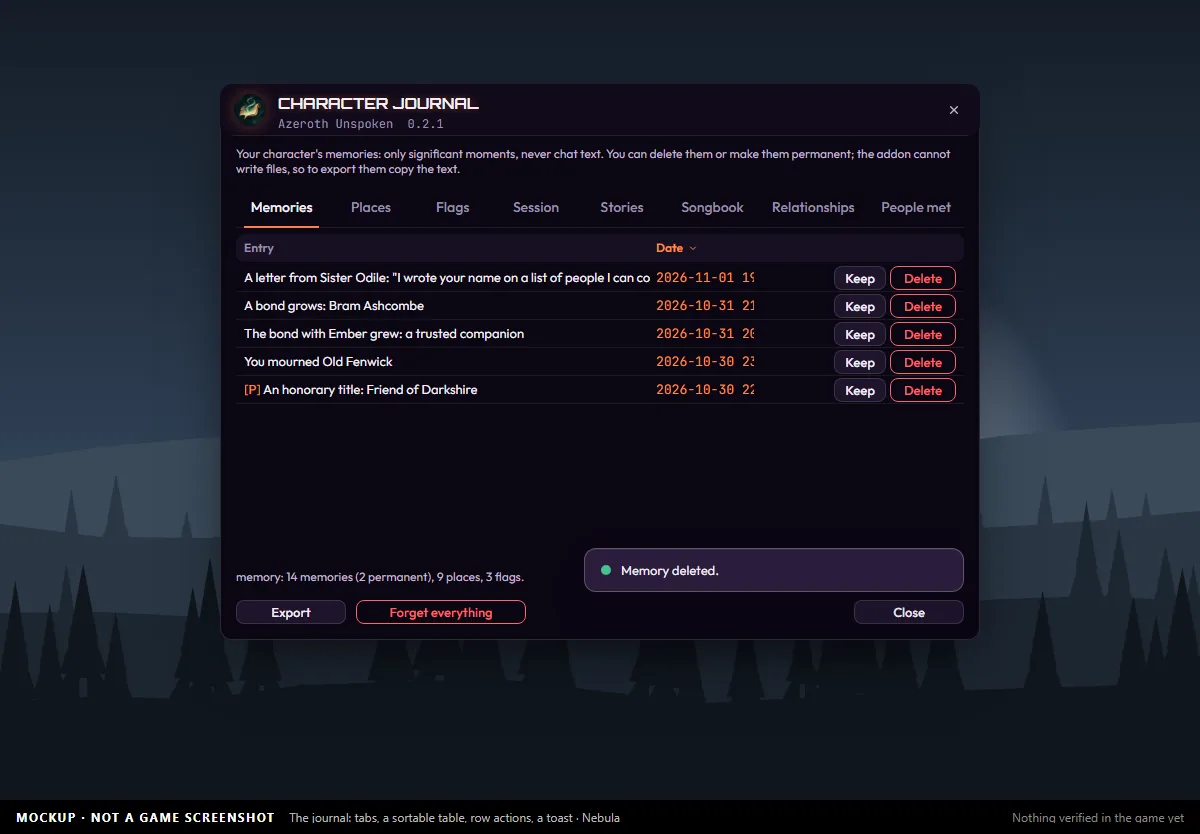 CHARACTER JOURNAL
Azeroth Unspoken 0.2.1
Your character's memories: only significant moments, never chat text. You can delete them or make them permanent; the addon cannot
write files, so to export them copy the text.
Memories Places Flags Session Stories Songbook Relationships People met
Entry Date
A letter from Sister Odile: "I wrote your name on a list of people I can co 2026-11-01 19 Keep Delete
A bond grows: Bram Ashcombe 2026-10-31 21 Keep Delete
The bond with Ember grew: a trusted companion 2026-10-31 20 Keep Delete
You mourned Old Fenwick 2026-10-30 23 Keep Delete
[P] An honorary title: Friend of Darkshire 2026-10-30 22 Keep Delete
Memory deleted.
memory: 14 memories (2 permanent), 9 places, 3 flags.
Export Forget everything Close
MOCKUP · NOT A GAME SCREENSHOT The journal: tabs, a sortable table, row actions, a toast · Nebula Nothing verified in the game yet